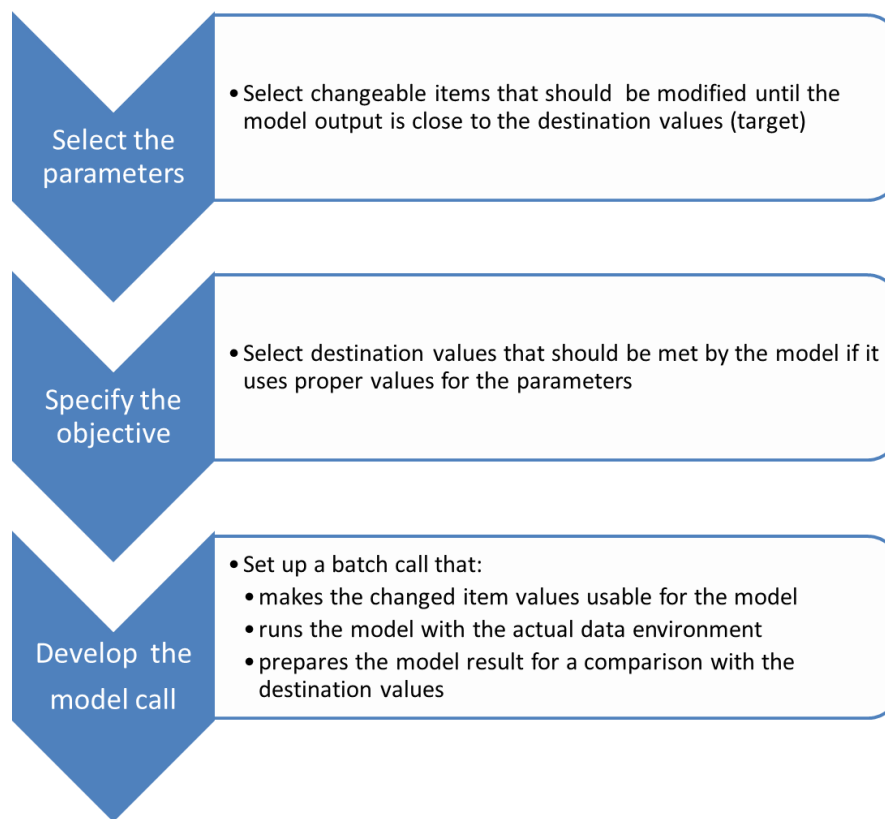 Select the
parameters
• Select changeable items that should be modified until the
model output is close to the destination values (target)
Specify the
objective
• Select destination values that should be met by the model if it
uses proper values for the parameters
Develop the
model call
• Set up a batch call that:
• makes the changed item values usable for the model
• runs the model with the actual data environment
• prepares the model result for a comparison with the
destination values